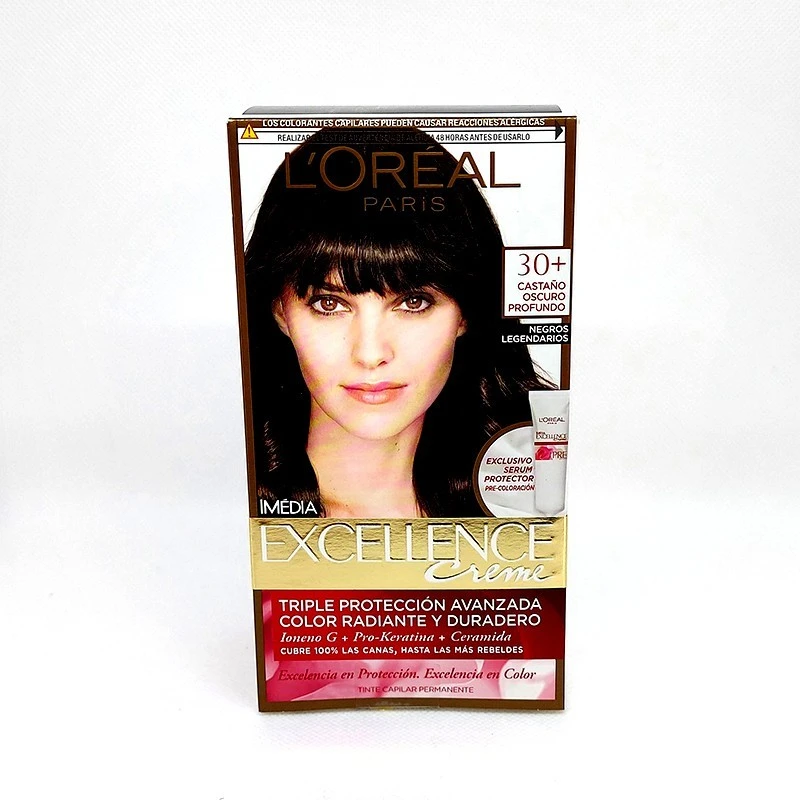 LOS COLORANTES CAPILARES PUEDEN CAUSAR REACCIONES ALÉRGICAS
REALIZAR 48 HORAS ANTES DE USARLO
L'ORÉAL
PARIS
30+
CASTAÑO
OSCURO
PROFUNDO
NEGROS
LEGENDARIOS
L'ORÉAL
EXCELLENCE
PRE
EXCLUSIVO
SERUM
PROTECTOR
PRE-COLORACIÓN
IMÉDIA
EXCELLENCE
Creme
TRIPLE PROTECCIÓN AVANZADA
COLOR RADIANTE Y DURADERO
Ioneno G + Pro-Keratina + Ceramida
CUBRE 100% LAS CANAS, HASTA LAS MÁS REBELDES
Excelencia en Protección. Excelencia en Color
TINTE CAPILAR PERMANENTE